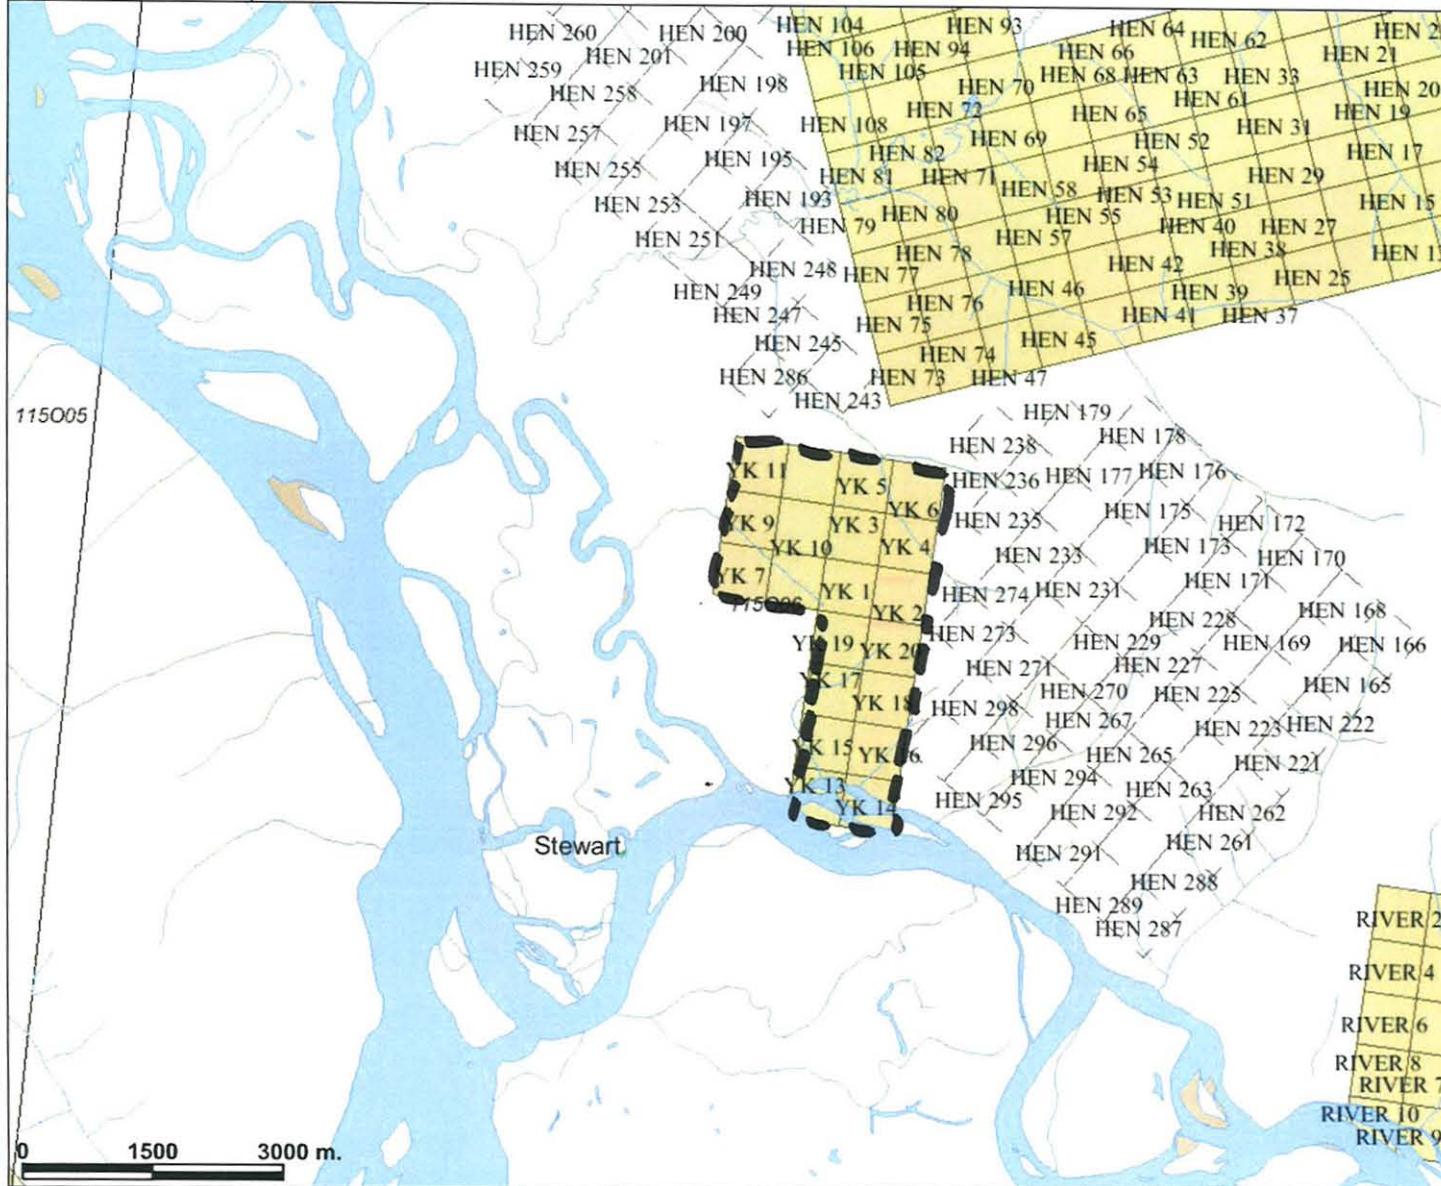 HEN 260
HEN 200
HEN 104
HEN 93
HEN 64
HEN 62
HEN 201
HEN 106
HEN 94
HEN 66
HEN 21
HEN 259
HEN 105
HEN 68
HEN 63
HEN 33
HEN 258
HEN 198
HEN 70
HEN 61
HEN 20
HEN 257
HEN 197
HEN 108
HEN 72
HEN 65
HEN 31
HEN 19
HEN 255
HEN 195
HEN 82
HEN 69
HEN 52
HEN 17
HEN 81
HEN 71
HEN 54
HEN 29
HEN 253
HEN 193
HEN 58
HEN 53
HEN 51
HEN 15
HEN 251
HEN 79
HEN 80
HEN 55
HEN 40
HEN 27
HEN 57
HEN 38
HEN 248
HEN 78
HEN 42
HEN 249
HEN 77
HEN 46
HEN 39
HEN 25
HEN 247
HEN 76
HEN 41
HEN 37
HEN 245
HEN 75
HEN 45
HEN 286
HEN 74
HEN 73
HEN 47
HEN 243
115O05
HEN 179
HEN 238
HEN 178
YK 11
YK 5
HEN 236
HEN 177
HEN 176
YK 6
YK 9
YK 3
HEN 235
HEN 175
HEN 172
YK 10
YK 4
HEN 233
HEN 173
HEN 170
YK 7
YK 1
HEN 274
HEN 231
HEN 171
115O06
YK 2
HEN 228
HEN 168
YK 19
YK 20
HEN 273
HEN 229
HEN 169
HEN 166
YK 17
HEN 271
HEN 227
YK 18
HEN 298
HEN 270
HEN 225
HEN 165
HEN 267
HEN 223
HEN 222
YK 15
YK 16
HEN 296
HEN 265
HEN 221
YK 13
HEN 294
HEN 263
YK 14
HEN 295
HEN 292
HEN 262
Stewart
HEN 291
HEN 261
HEN 288
HEN 289
HEN 287
RIVER 2
RIVER 4
RIVER 6
RIVER 8
RIVER 7
RIVER 10
RIVER 9
0 1500 3000 m.